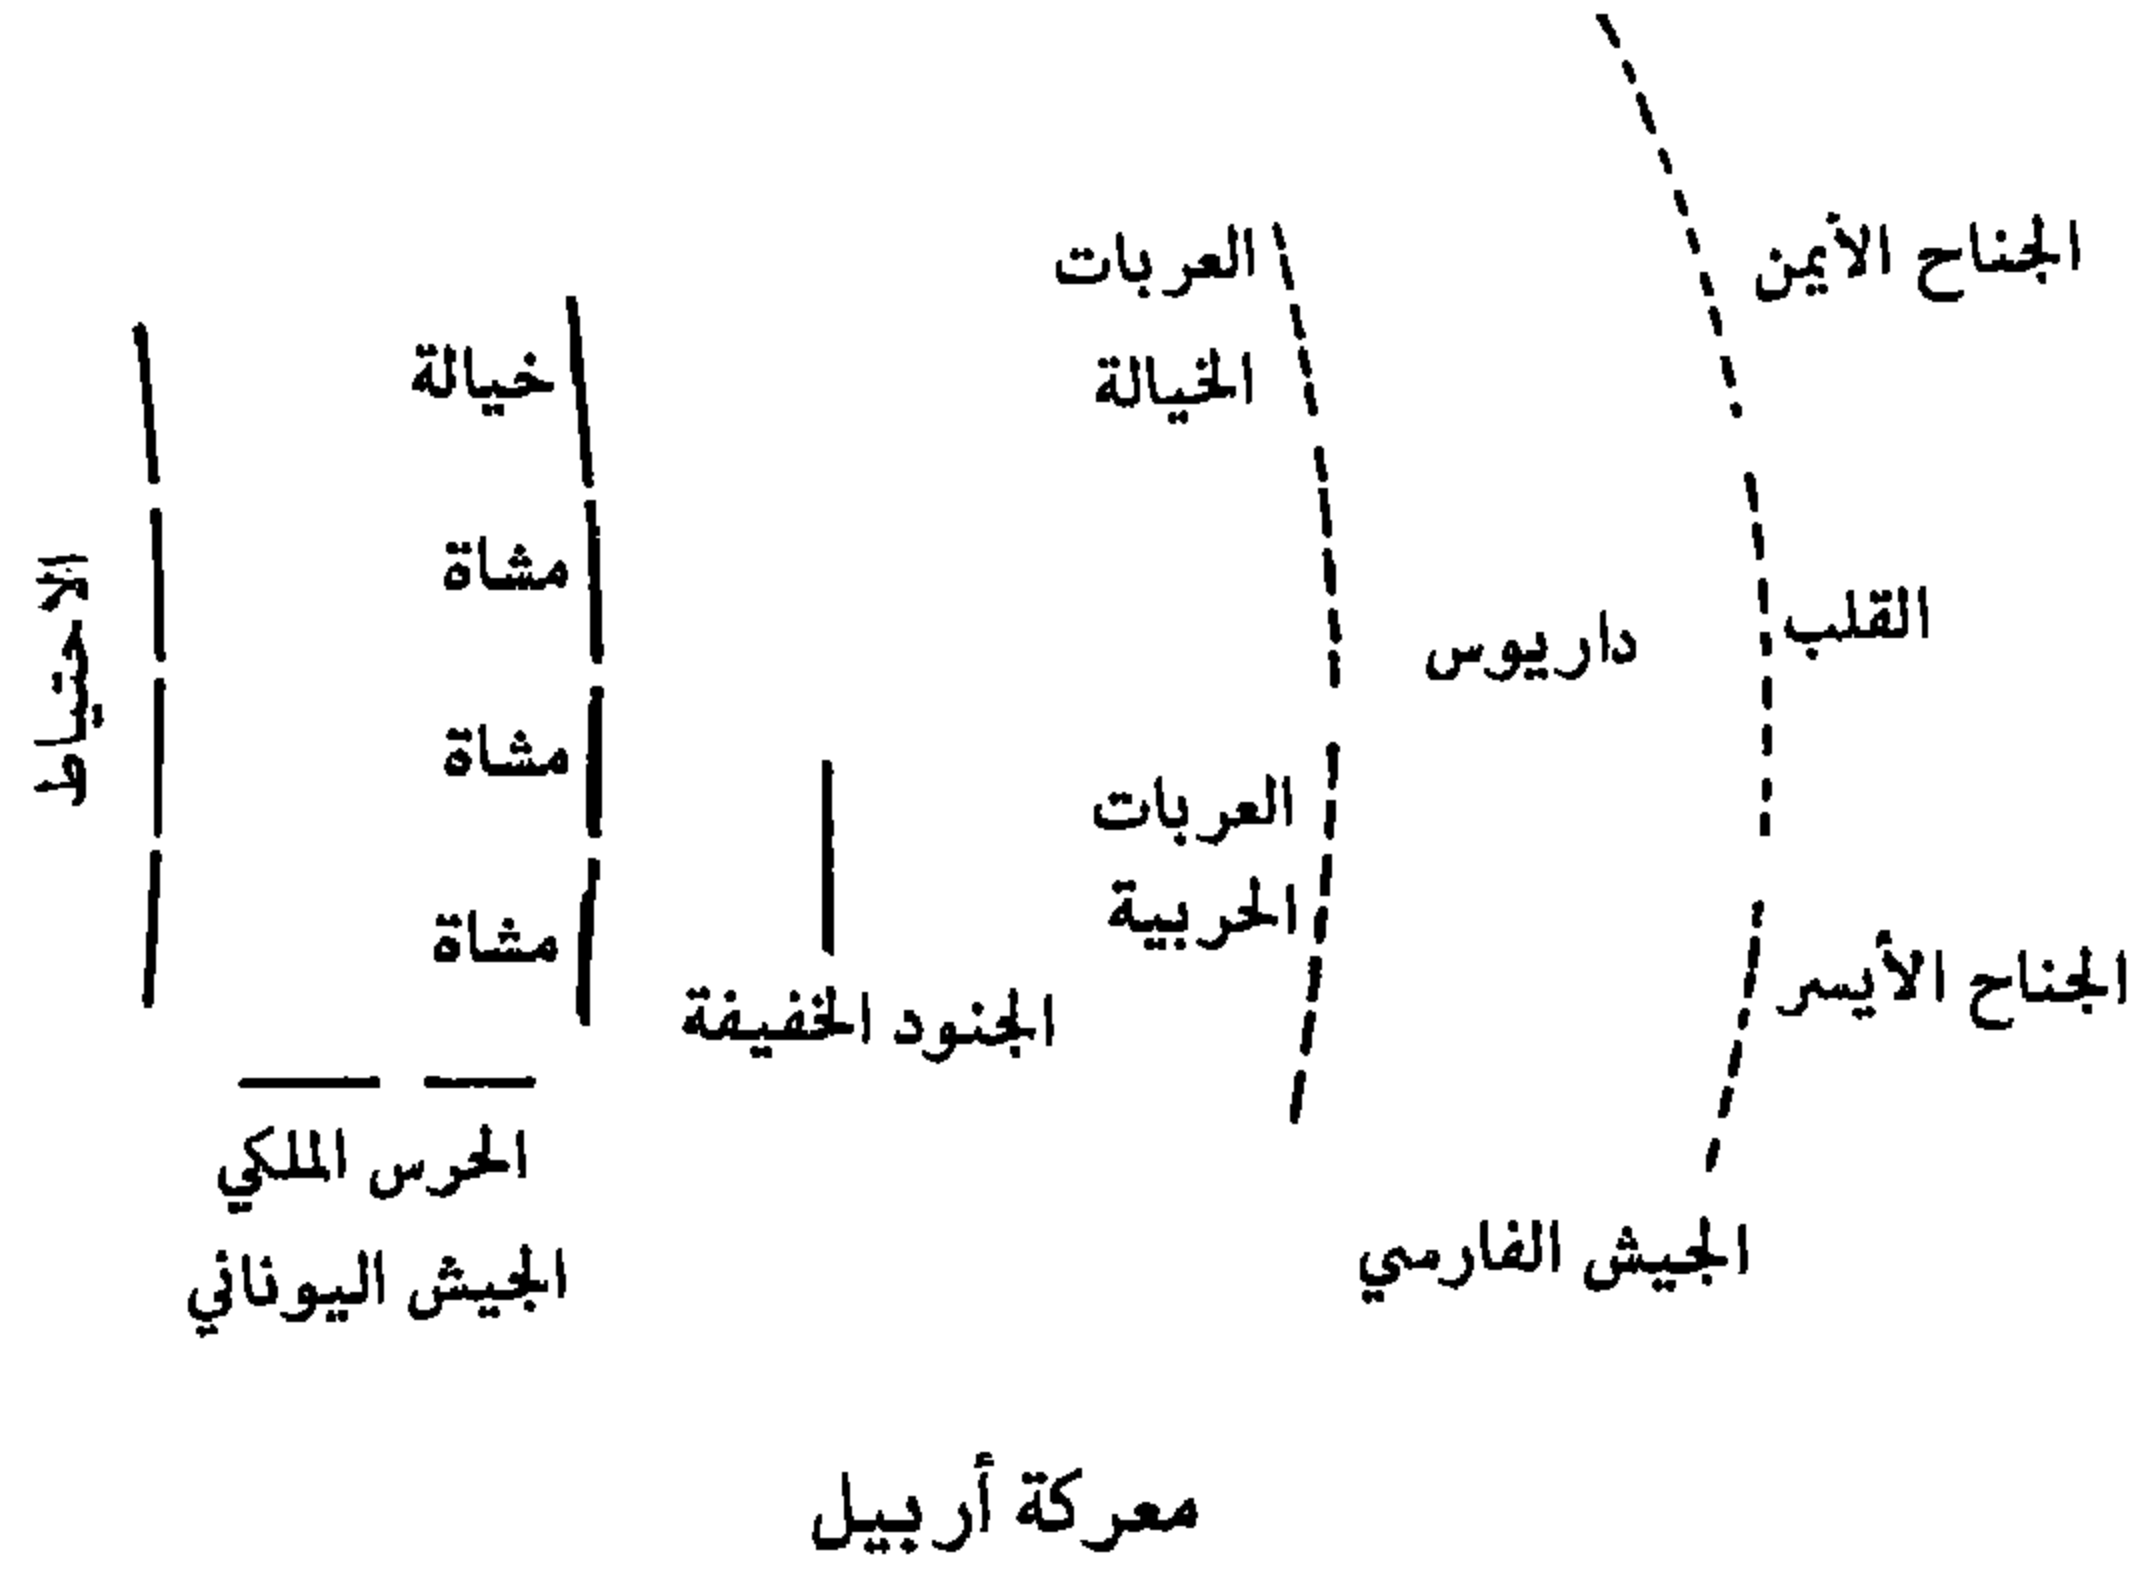 الجناح الأيمن
العربات
الخيالة
خيالة
القلب
داريوس
مشاة
الاحتياط
مشاة
العربات
الحربية
مشاة
الجناح الأيسر
الجنود الخفيفة
الحرس الملكي
الجيش الفارسي
الجيش اليوناني
معركة أربيل